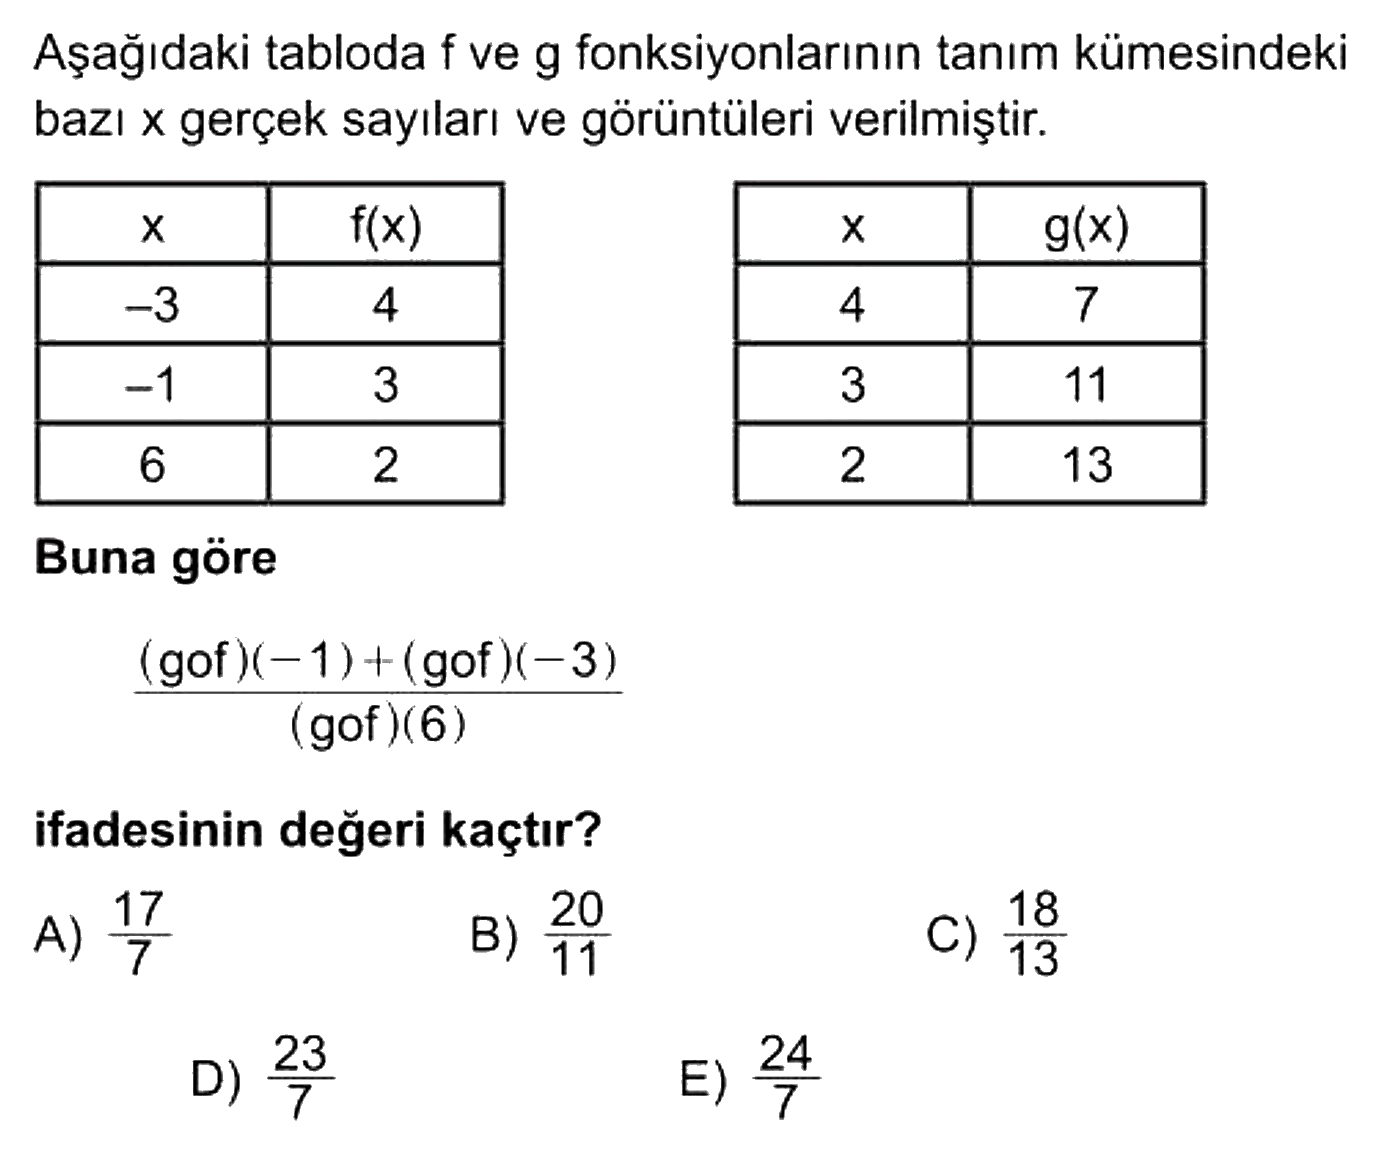 Aşağıdaki tabloda f ve g fonksiyonlarının tanım kümesindeki
bazı x gerçek sayıları ve görüntüleri verilmiştir.
x f(x) x g(x)
–3 4 4 7
–1 3 3 11
6 2 2 13
Buna göre
(gof)(−1)+(gof)(−3)
(gof)(6)
ifadesinin değeri kaçtır?
A) 17/7 B) 20/11 C) 18/13
D) 23/7 E) 24/7